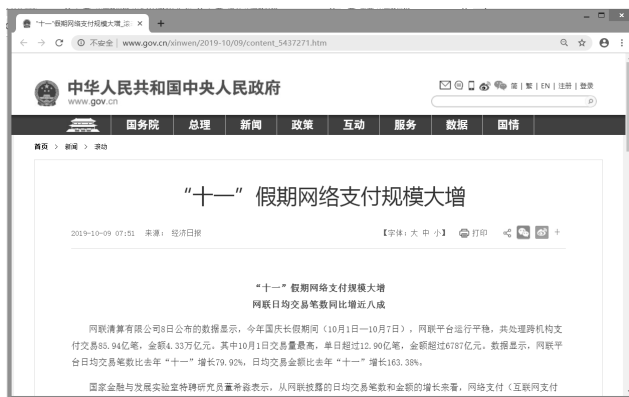 “十一”假期网络支付规模大增_滚
不安全 | www.gov.cn/xinwen/2019-10/09/content_5437271.htm
中华人民共和国中央人民政府
www.gov.cn
简 | 繁 | EN | 注册 | 登录
国务院 总理 新闻 政策 互动 服务 数据 国情
首页 > 新闻 > 滚动
“十一”假期网络支付规模大增
2019-10-09 07:51 来源: 经济日报 【字体: 大 中 小】 打印
“十一”假期网络支付规模大增
网联日均交易笔数同比增近八成
网联清算有限公司8日公布的数据显示，今年国庆长假期间（10月1日—10月7日），网联平台运行平稳，共处理跨机构支
付交易85.94亿笔，金额4.33万亿元。其中10月1日交易量最高，单日超过12.90亿笔，金额超过6787亿元。数据显示，网联平
台日均交易笔数比去年“十一”增长79.92%，日均交易金额比去年“十一”增长163.38%。
国家金融与发展实验室特聘研究员董希淼表示，从网联披露的日均交易笔数和金额的增长来看，网络支付（互联网支付